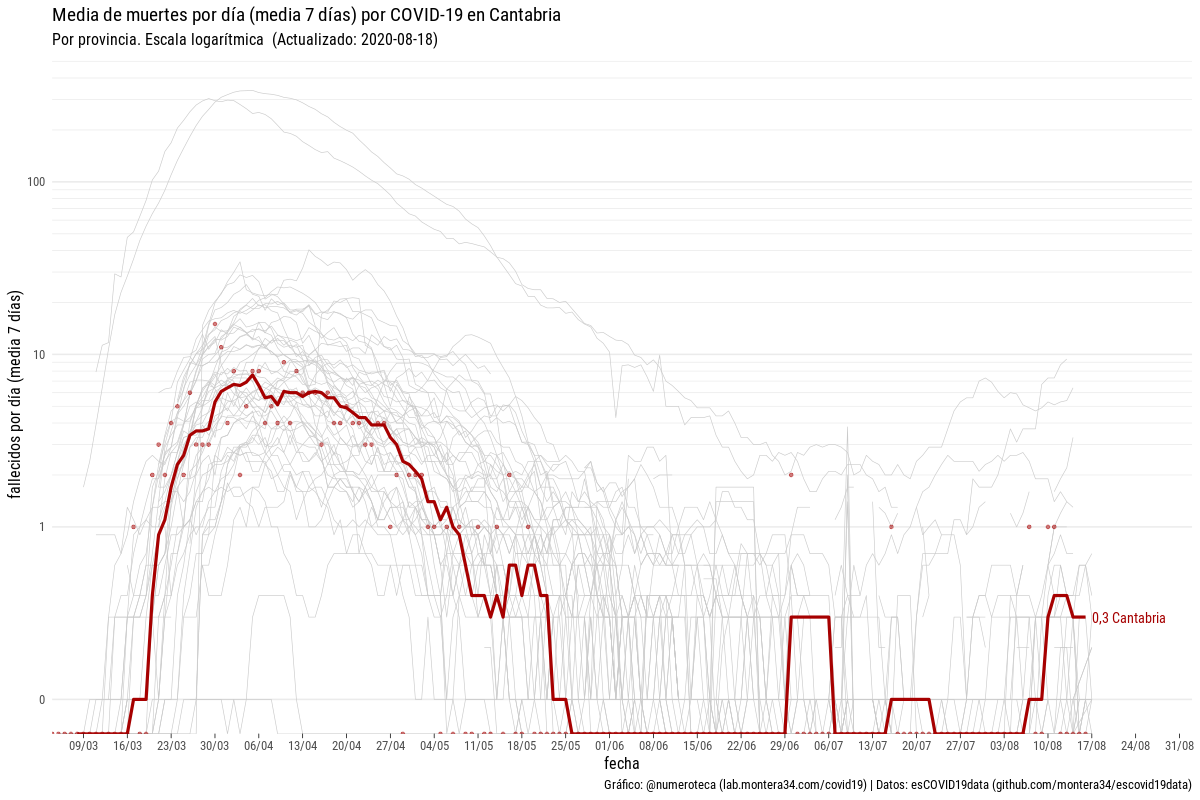 Media de muertes por día (media 7 días) por COVID-19 en Cantabria
Por provincia. Escala logarítmica (Actualizado: 2020-08-18)
fallecidos por día (media 7 días)
100
10
1
0
0,3 Cantabria
09/03 16/03 23/03 30/03 06/04 13/04 20/04 27/04 04/05 11/05 18/05 25/05 01/06 08/06 15/06 22/06 29/06 06/07 13/07 20/07 27/07 03/08 10/08 17/08 24/08 31/08
fecha
Gráfico: @numeroteca (lab.montera34.com/covid19) | Datos: esCOVID19data (github.com/montera34/escovid19data)